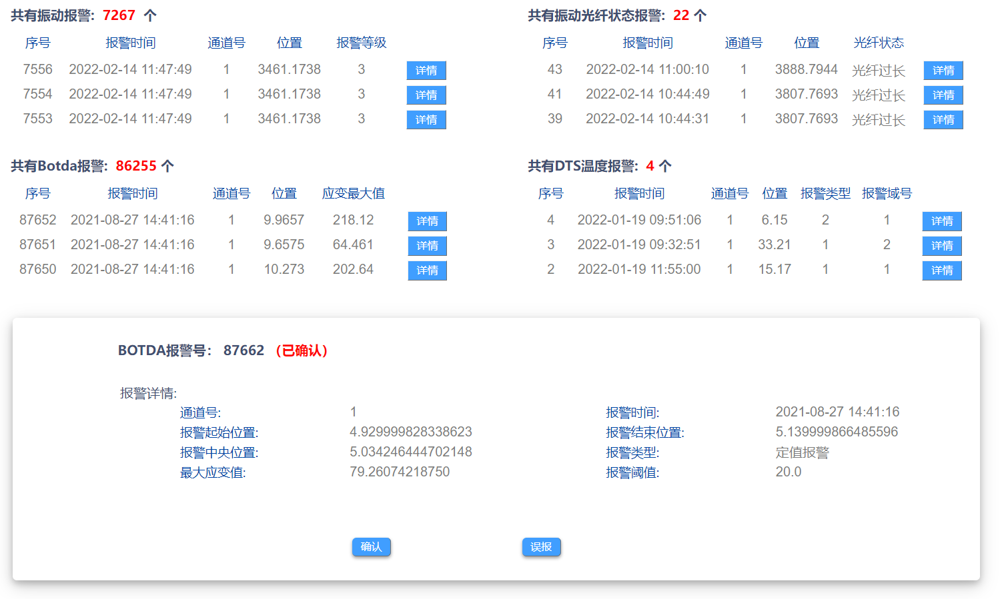 共有振动报警: 7267 个
序号 报警时间 通道号 位置 报警等级
7556 2022-02-14 11:47:49 1 3461.1738 3 详情
7554 2022-02-14 11:47:49 1 3461.1738 3 详情
7553 2022-02-14 11:47:49 1 3461.1738 3 详情
共有振动光纤状态报警: 22 个
序号 报警时间 通道号 位置 光纤状态
43 2022-02-14 11:00:10 1 3888.7944 光纤过长 详情
41 2022-02-14 10:44:49 1 3807.7693 光纤过长 详情
39 2022-02-14 10:44:31 1 3807.7693 光纤过长 详情
共有Botda报警: 86255 个
序号 报警时间 通道号 位置 应变最大值
87652 2021-08-27 14:41:16 1 9.9657 218.12 详情
87651 2021-08-27 14:41:16 1 9.6575 64.461 详情
87650 2021-08-27 14:41:16 1 10.273 202.64 详情
共有DTS温度报警: 4 个
序号 报警时间 通道号 位置 报警类型 报警域号
4 2022-01-19 09:51:06 1 6.15 2 1 详情
3 2022-01-19 09:32:51 1 33.21 1 2 详情
2 2022-01-19 11:55:00 1 15.17 1 1 详情
BOTDA报警号： 87662 （已确认）
报警详情:
通道号: 1 报警时间: 2021-08-27 14:41:16
报警起始位置: 4.929999828338623 报警结束位置: 5.139999866485596
报警中央位置: 5.034246444702148 报警类型: 定值报警
最大应变值: 79.26074218750 报警阈值: 20.0
确认 误报